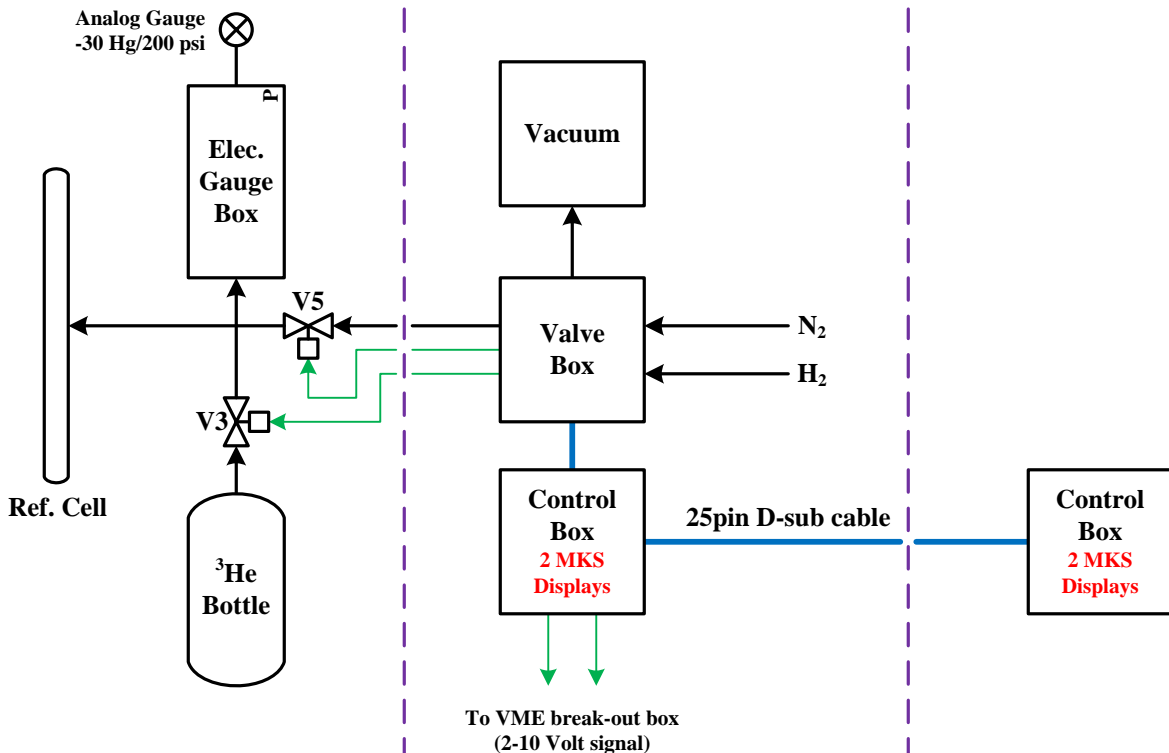 Analog Gauge
-30 Hg/200 psi
P
Elec.
Gauge
Box
Vacuum
V5
Valve
Box
N₂
H₂
V3
Ref. Cell
³He
Bottle
Control
Box
2 MKS
Displays
25pin D-sub cable
Control
Box
2 MKS
Displays
To VME break-out box
(2-10 Volt signal)